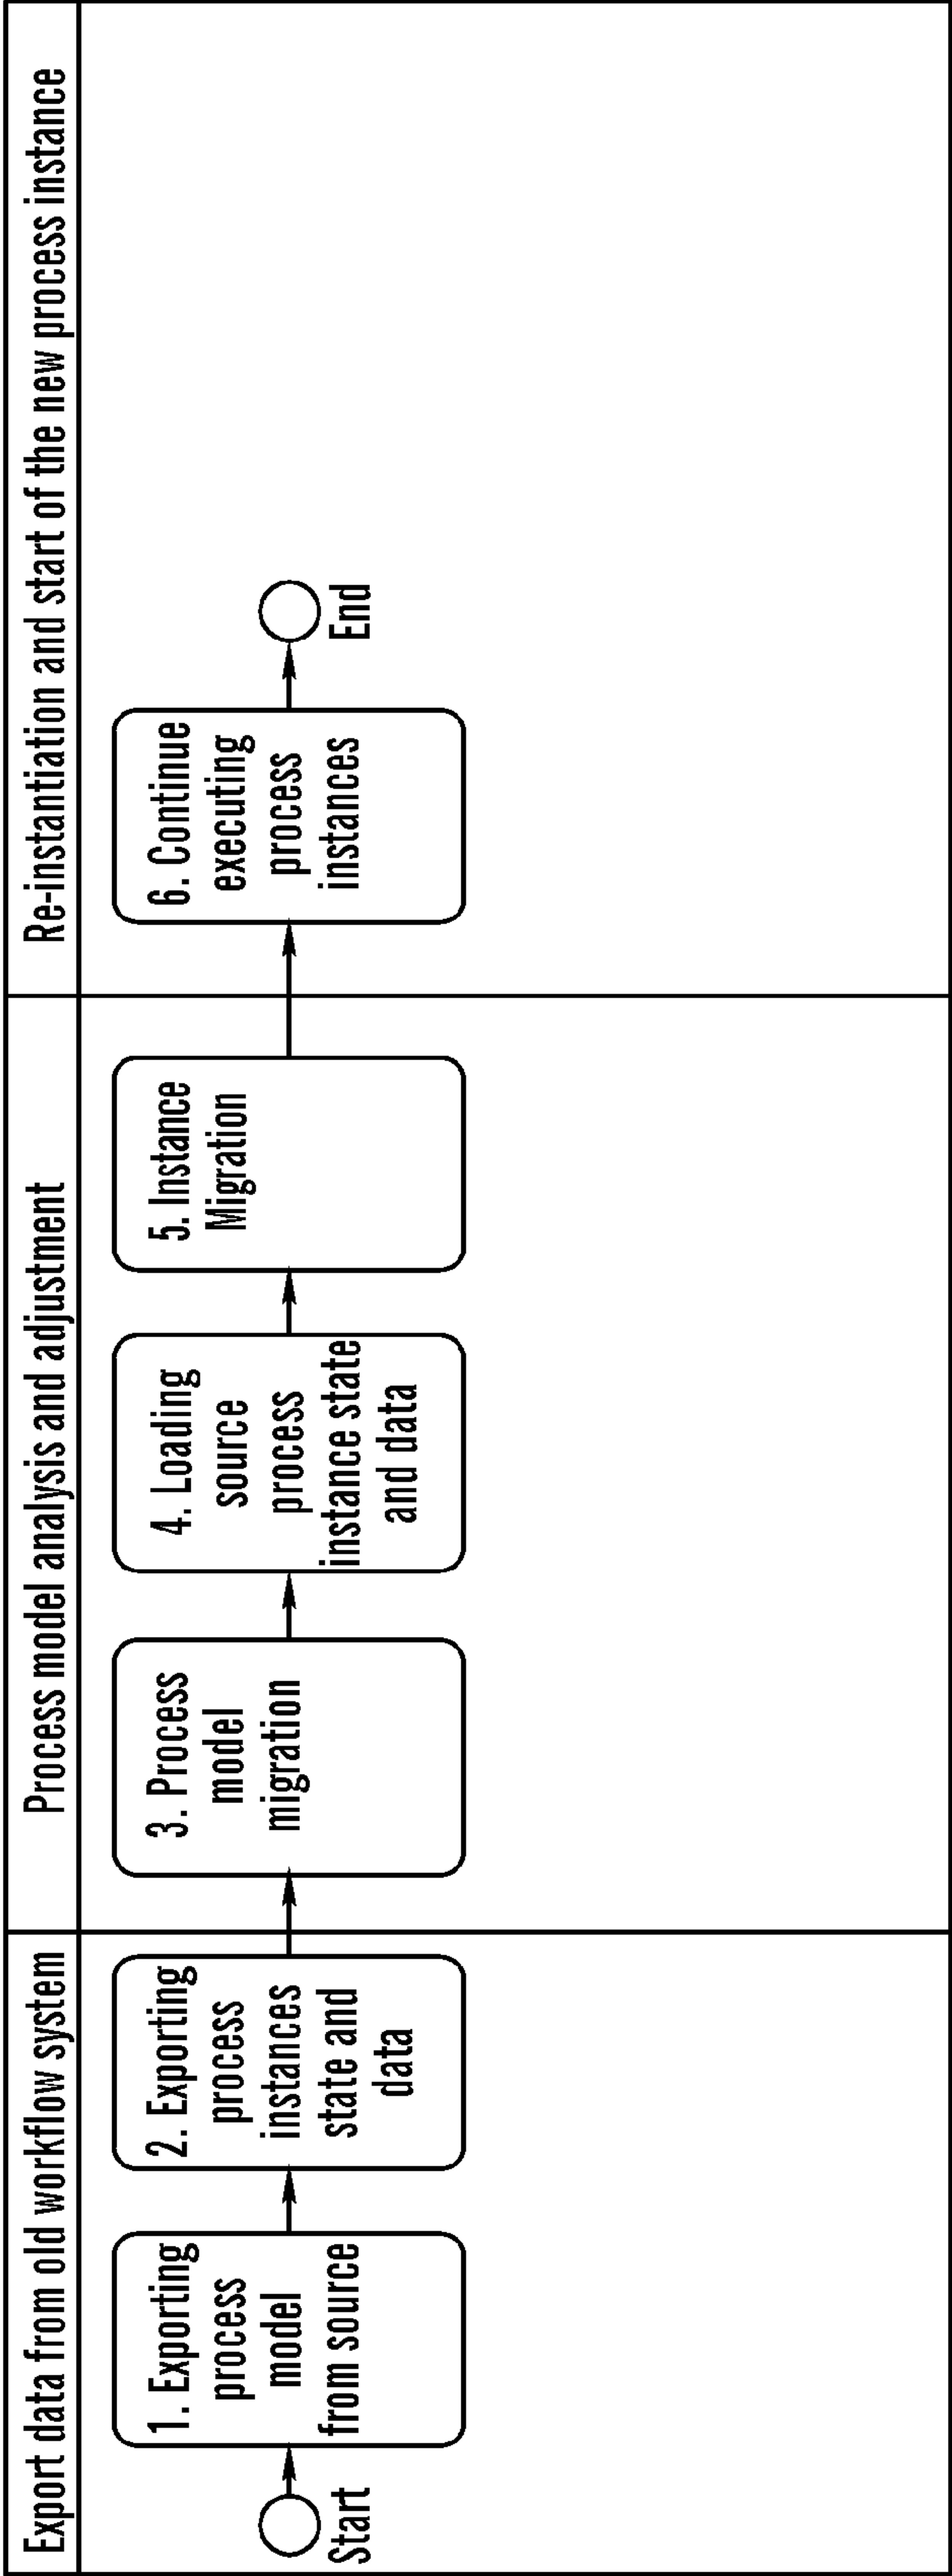 Export data from old workflow system
Process model analysis and adjustment
Re-instantiation and start of the new process instance
Start
1. Exporting
process
model
from source
2. Exporting
process
instances
state and
data
3. Process
model
migration
4. Loading
source
process
instance state
and data
5. Instance
Migration
6. Continue
executing
process
instances
End